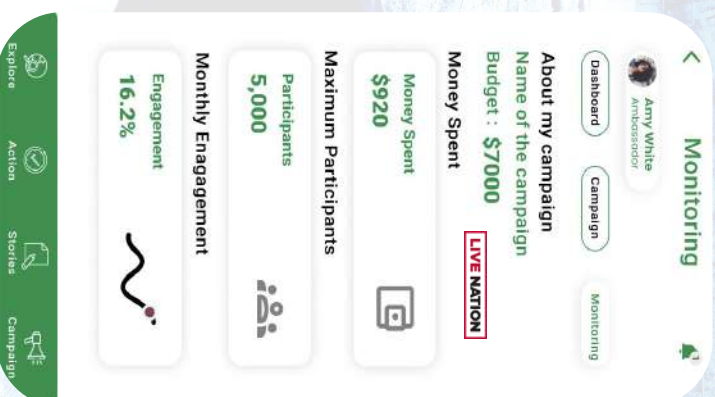 Monitoring
Amy White
Ambassador
Dashboard
Campaign
Monitoring
About my campaign
Name of the campaign
Budget : $7000
LIVE NATION
Money Spent
Money Spent
$920
Maximum Participants
Participants
5,000
Monthly Enagagement
Engagement
16.2%
Explore
Action
Stories
Campaign